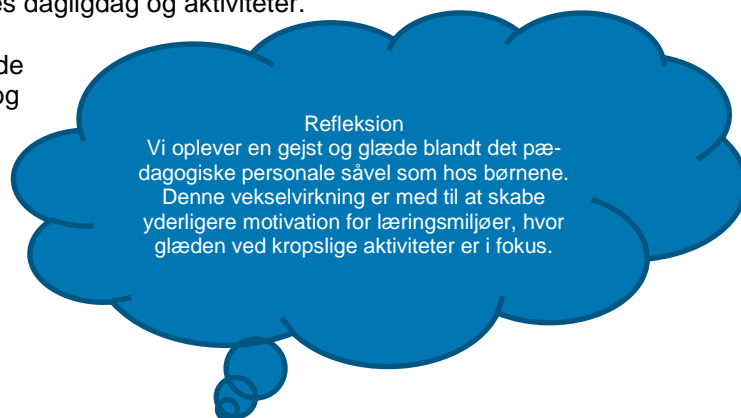 es dagligdag og aktiviteter.
de
og
Refleksion
Vi oplever en gejst og glæde blandt det pæ-
dagogiske personale såvel som hos børnene.
Denne vekselvirkning er med til at skabe
yderligere motivation for læringsmiljøer, hvor
glæden ved kropslige aktiviteter er i fokus.